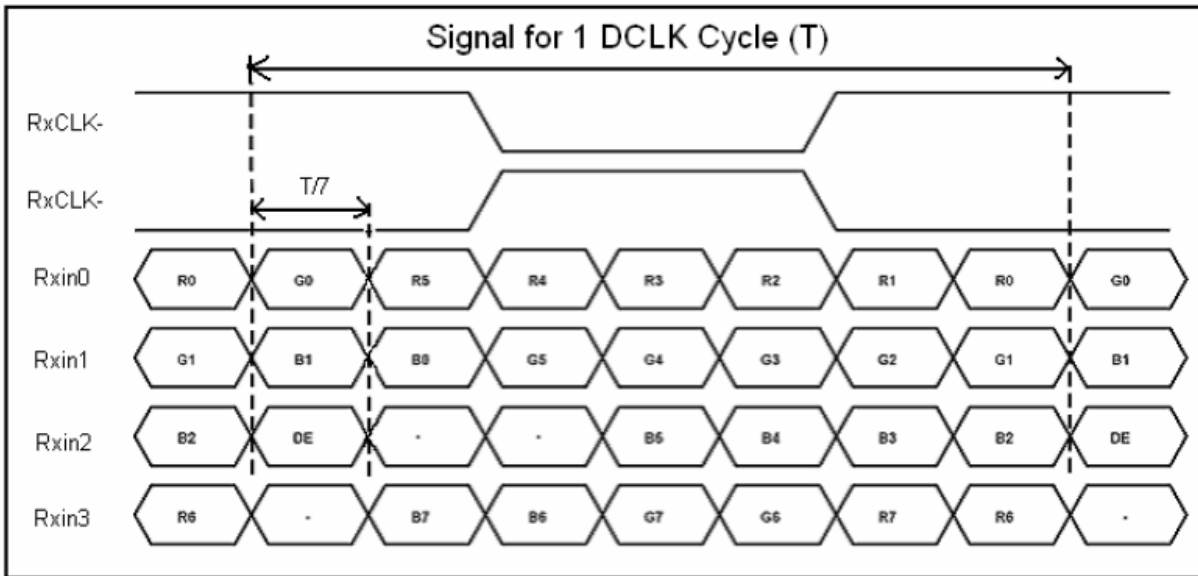 Signal for 1 DCLK Cycle (T)
RxCLK-
T/7
RxCLK-
Rxin0 R0 G0 R5 R4 R3 R2 R1 R0 G0
Rxin1 G1 B1 B0 G5 G4 G3 G2 G1 B1
Rxin2 B2 DE - - B5 B4 B3 B2 DE
Rxin3 R6 - B7 B6 G7 G6 R7 R6 -